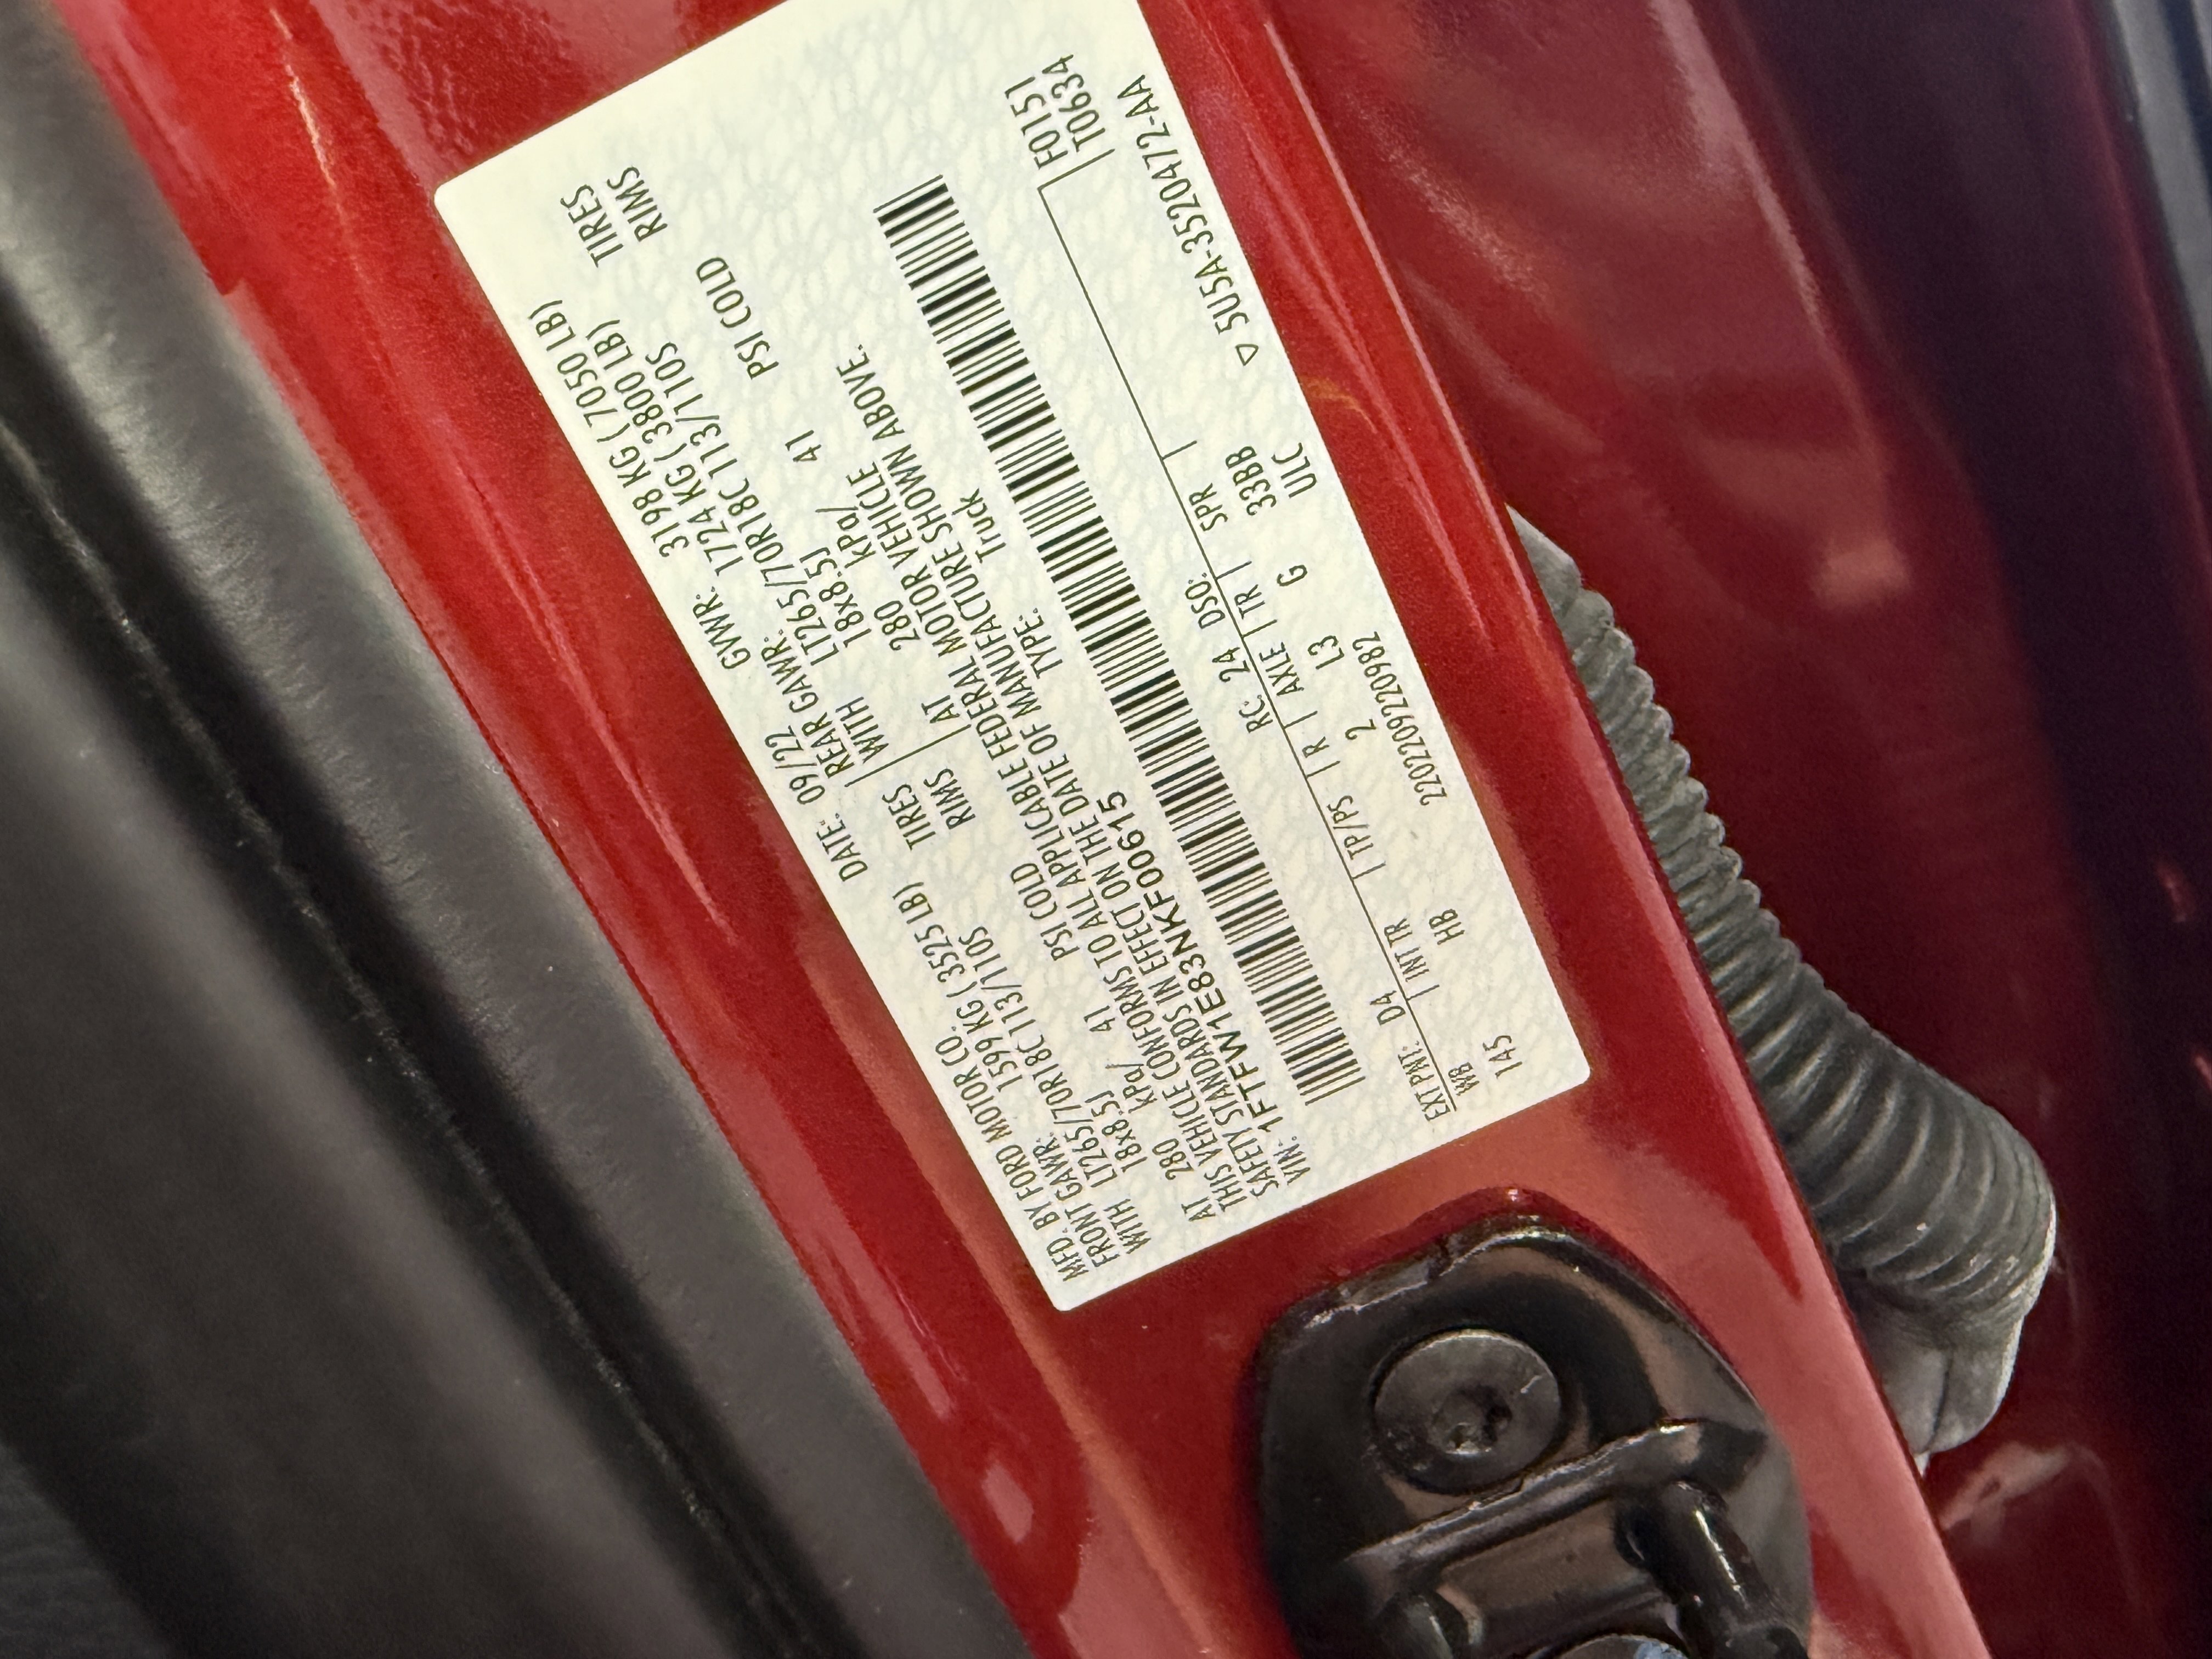 MFD. BY FORD MOTOR CO. DATE: 09/22 GVWR: 3198 KG ( 7050 LB)
FRONT GAWR: 1599 KG ( 3525 LB) REAR GAWR: 1724 KG ( 3800 LB)
WITH LT265/70R18C 113/110S TIRES WITH LT265/70R18C 113/110S TIRES
18x8.5J RIMS 18x8.5J RIMS
AT 280 kPa/ 41 PSI COLD AT 280 kPa/ 41 PSI COLD
THIS VEHICLE CONFORMS TO ALL APPLICABLE FEDERAL MOTOR VEHICLE
SAFETY STANDARDS IN EFFECT ON THE DATE OF MANUFACTURE SHOWN ABOVE.
VIN: 1FTFW1E83NKF00615 TYPE: Truck
F0151
T0634
EXT PNT: D4 RC: 24 DSO:
WB INT TR TP/PS R AXLE TR SPR
145 HB 2 L3 G 33BB
2202209220982 ULC
▽ 5U5A-3520472-AA